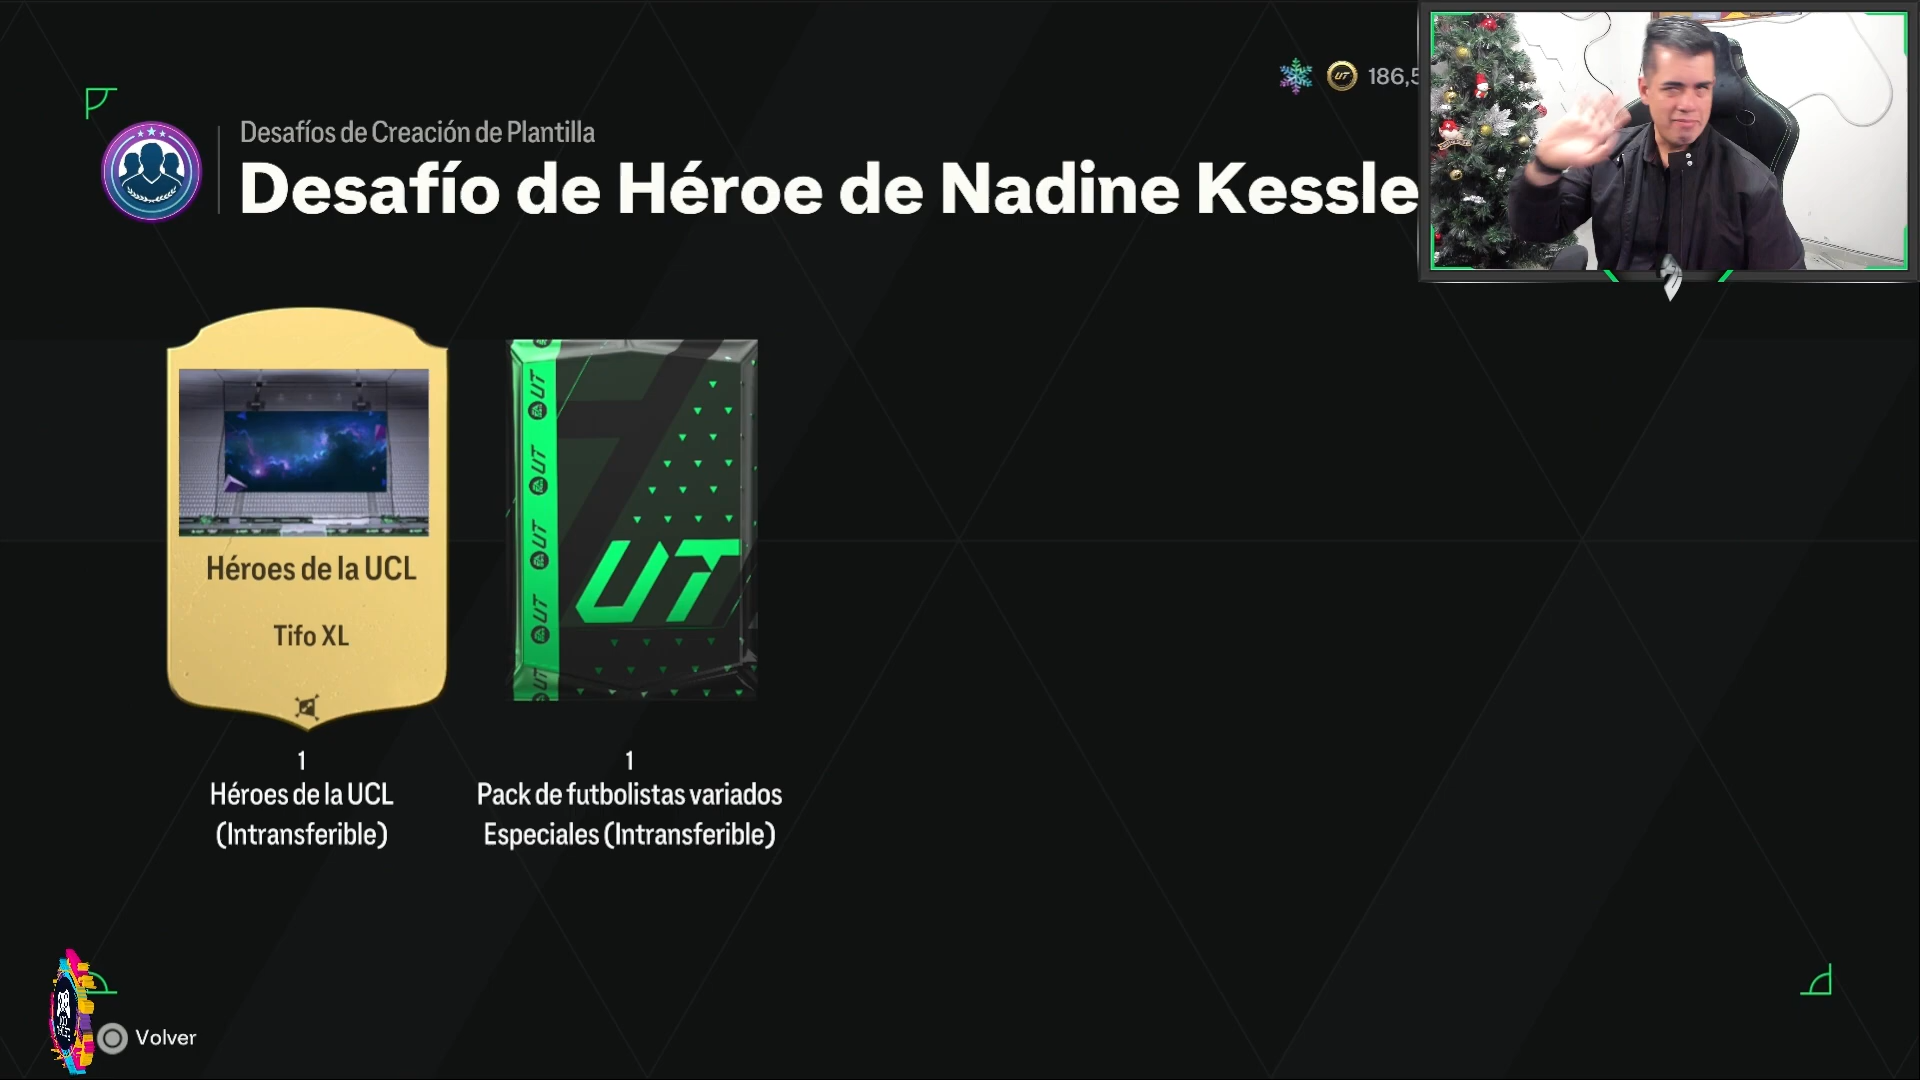 186,5
Desafíos de Creación de Plantilla
Desafío de Héroe de Nadine Kessle
Héroes de la UCL
Tifo XL
UT
UT
UT
UT
UT
UT
1
Héroes de la UCL
(Intransferible)
1
Pack de futbolistas variados
Especiales (Intransferible)
Volver